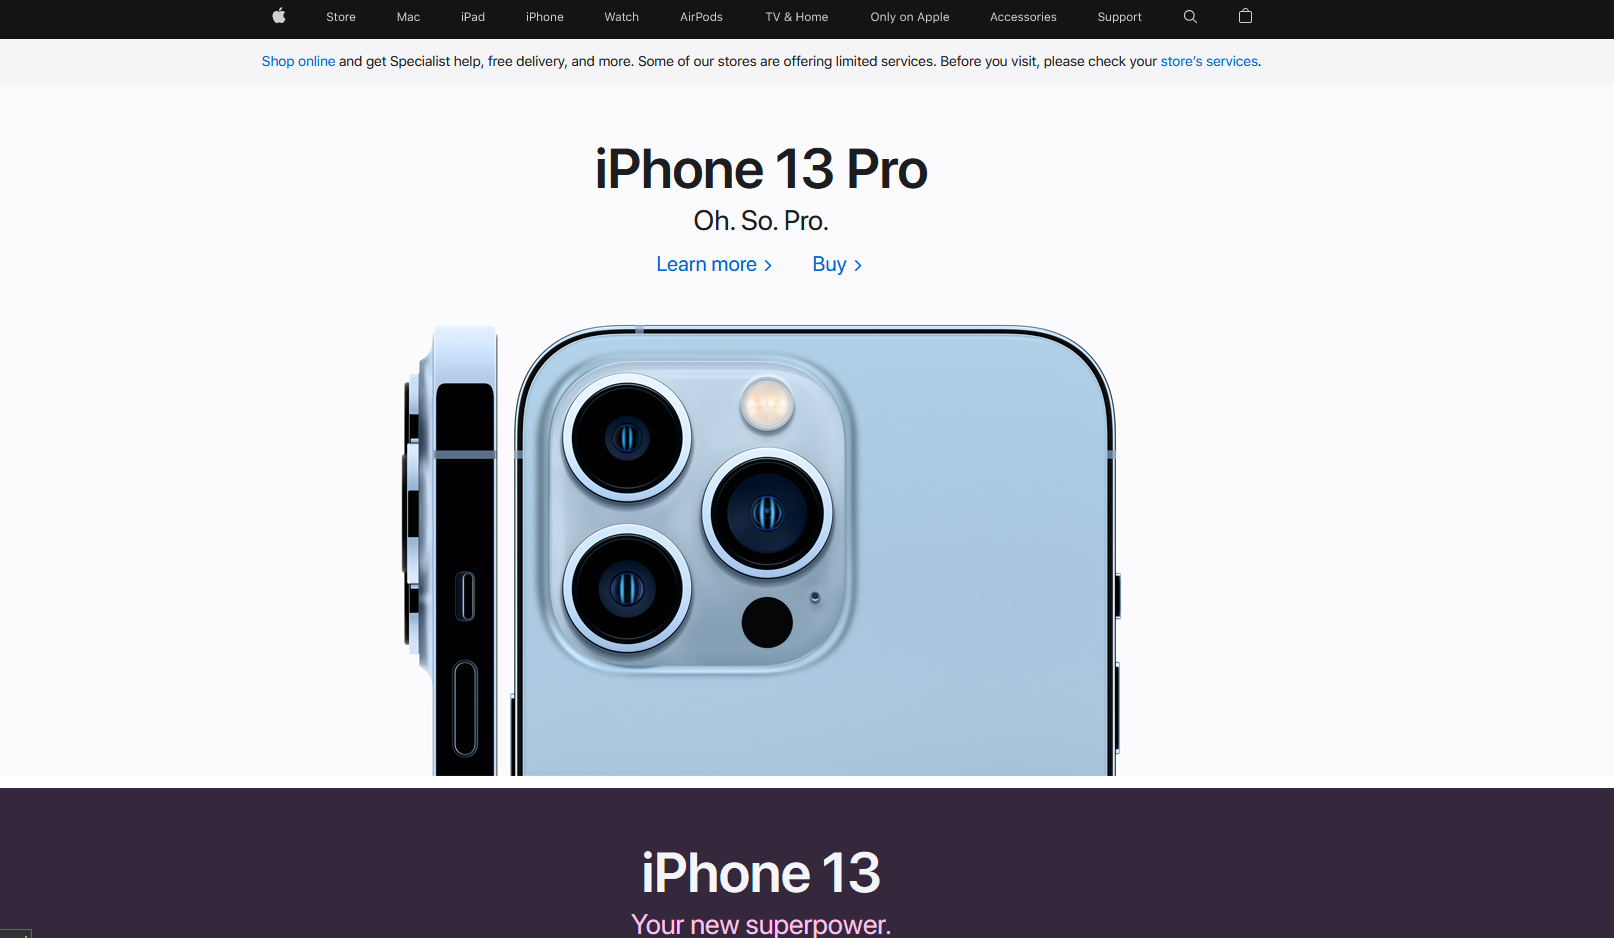 Store Mac iPad iPhone Watch AirPods TV & Home Only on Apple Accessories Support
Shop online and get Specialist help, free delivery, and more. Some of our stores are offering limited services. Before you visit, please check your store’s services.
iPhone 13 Pro
Oh. So. Pro.
Learn more > Buy >
iPhone 13
Your new superpower.